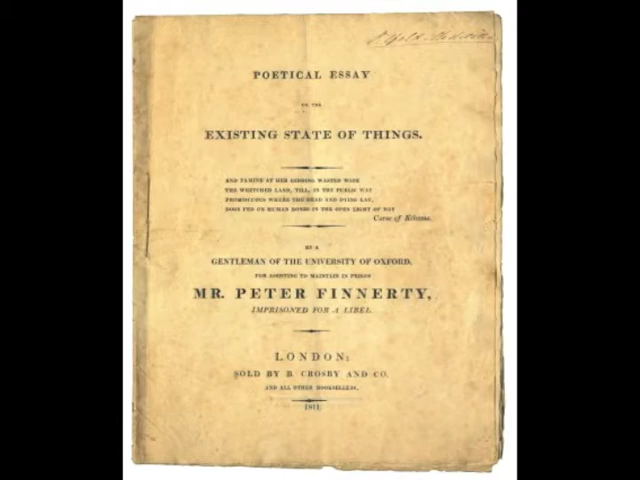 POETICAL ESSAY
ON THE
EXISTING STATE OF THINGS.
AND FAMINE AT HER BIDDING WASTED WIDE
THE WRETCHED LAND, TILL, IN THE PUBLIC WAY
PROMISCUOUS WHERE THE DEAD AND DYING LAY,
DOGS FED ON HUMAN BONES IN THE OPEN LIGHT OF DAY
Curse of Kehama.
BY A
GENTLEMAN OF THE UNIVERSITY OF OXFORD.
FOR ASSISTING TO MAINTAIN IN PRISON
MR. PETER FINNERTY,
IMPRISONED FOR A LIBEL.
LONDON:
SOLD BY B. CROSBY AND CO.
AND ALL OTHER BOOKSELLERS.
1811.